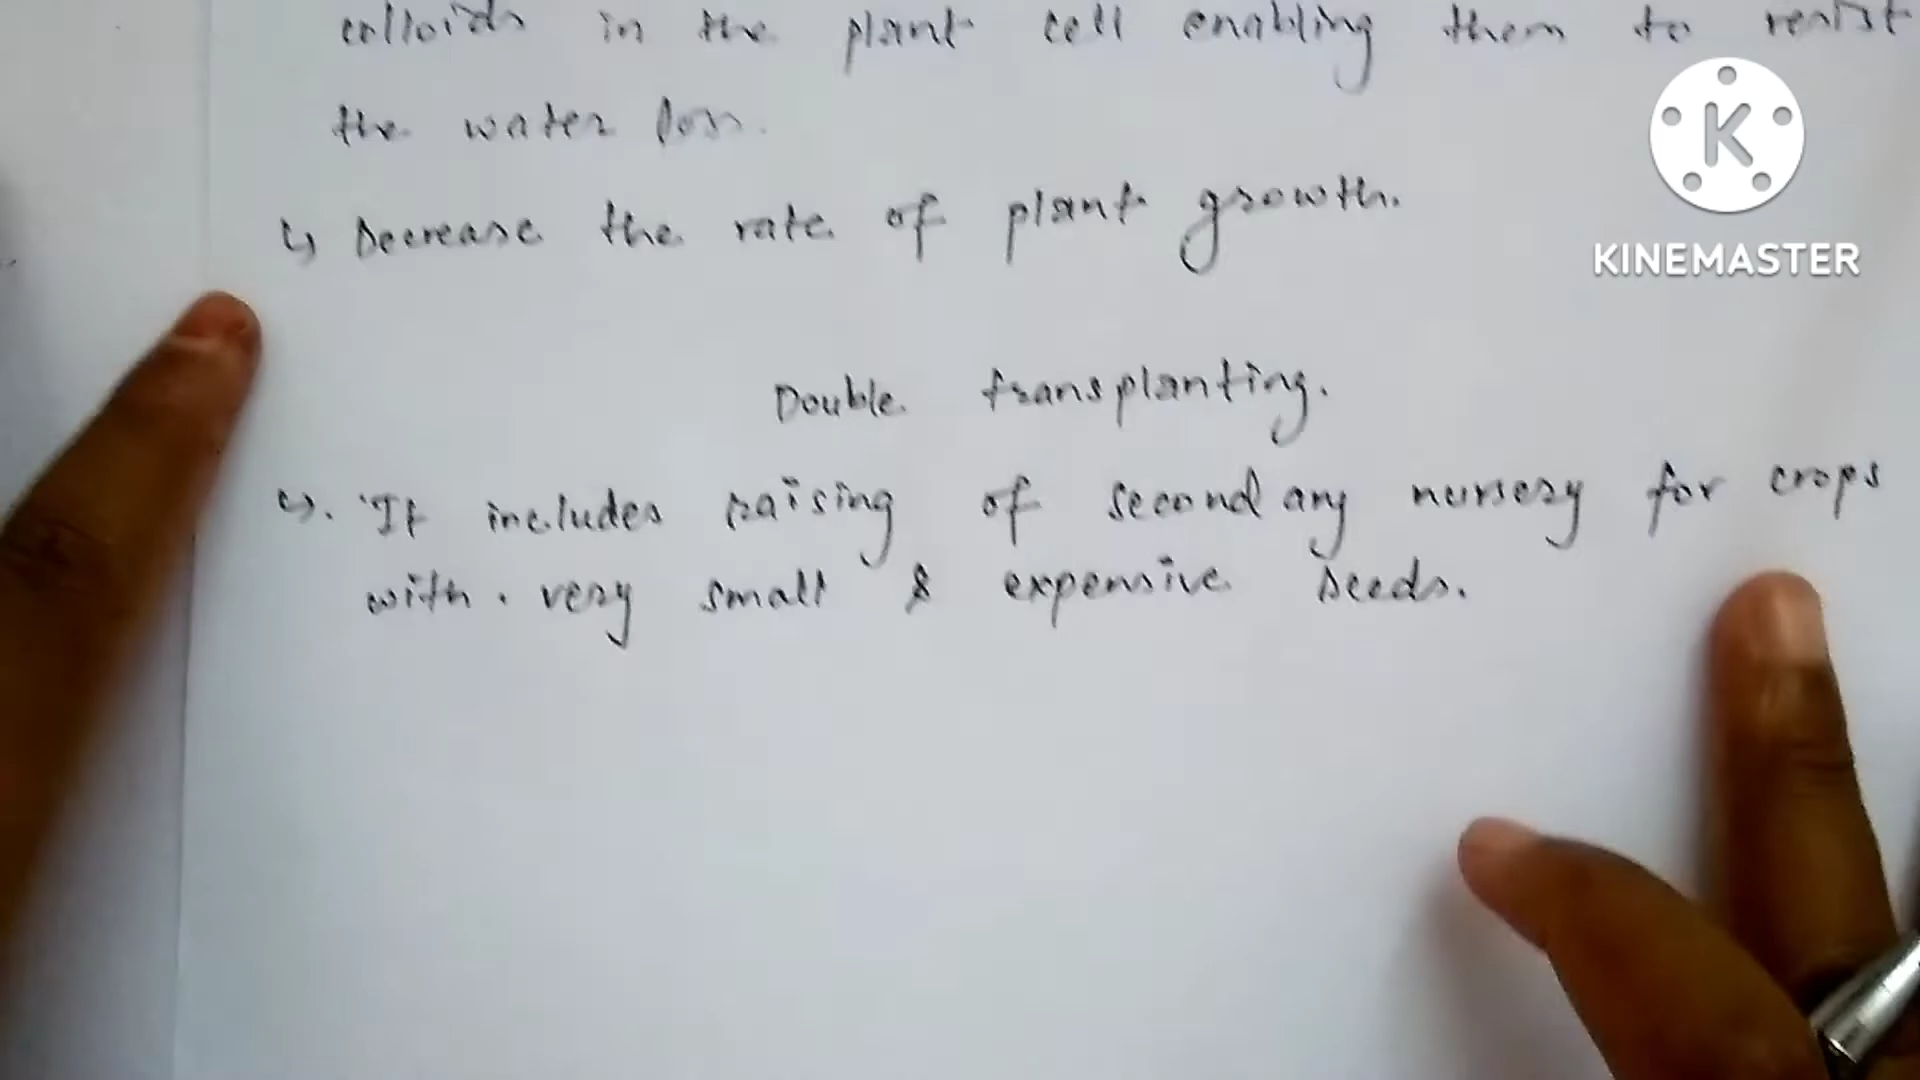 colloids in the plant cell enabling them to resist
the water loss.
↳ Decrease the rate of plant growth.
K
KINEMASTER
Double transplanting.
↳. It includes raising of secondary nursery for crops
with. very small & expensive seeds.